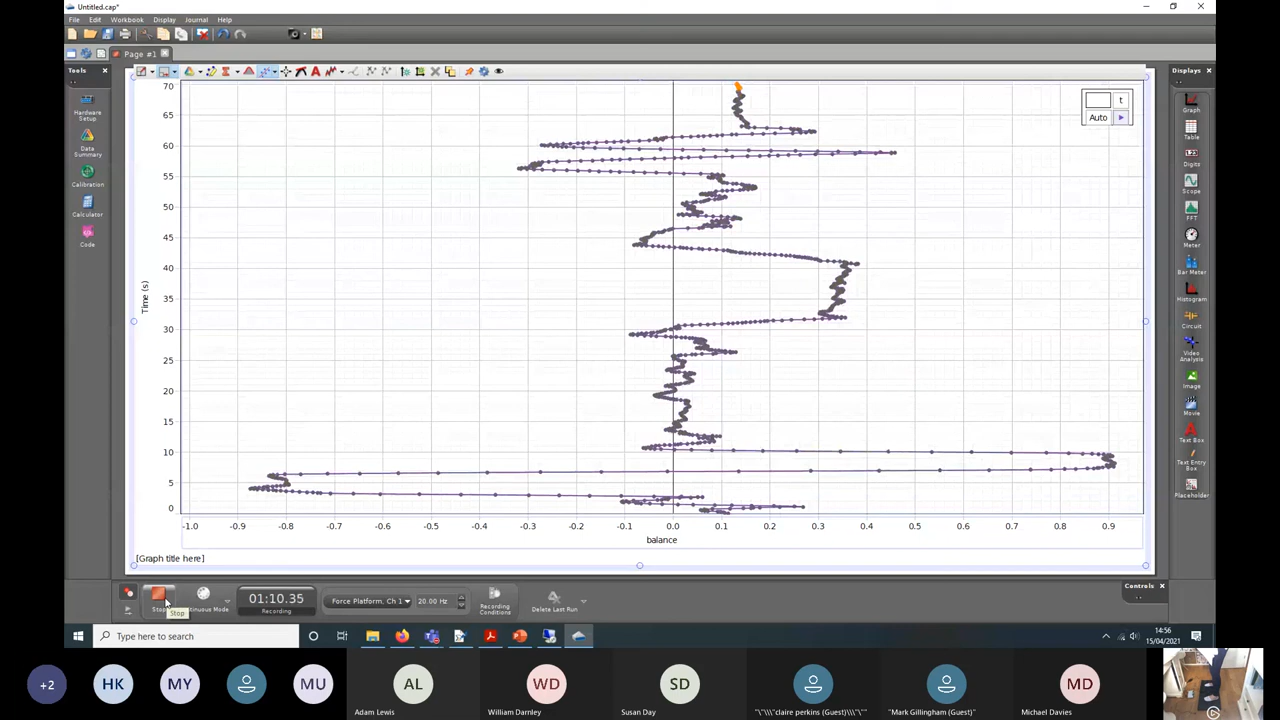 Untitled.cap*
File Edit Workbook Display Journal Help
Page #1
Tools
Hardware Setup
Data Summary
Calibration
Calculator
Code
Time (s)
70
65
60
55
50
45
40
35
30
25
20
15
10
5
0
-1.0 -0.9 -0.8 -0.7 -0.6 -0.5 -0.4 -0.3 -0.2 -0.1 0.0 0.1 0.2 0.3 0.4 0.5 0.6 0.7 0.8 0.9
balance
[Graph title here]
t
Auto
Displays
Graph
Table
Digits
Scope
FFT
Meter
Bar Meter
Histogram
Circuit
Video Analysis
Image
Movie
Text Box
Text Entry Box
Placeholder
Stop
Stop
01:10.35
Recording
Force Platform, Ch 1
20.00 Hz
Recording Conditions
Delete Last Run
Controls
Type here to search
14:56
15/04/2021
+2
HK
MY
MU
AL
Adam Lewis
WD
William Darnley
SD
Susan Day
"\"\\\"claire perkins (Guest)\\\"\""
"Mark Gillingham (Guest)"
MD
Michael Davies